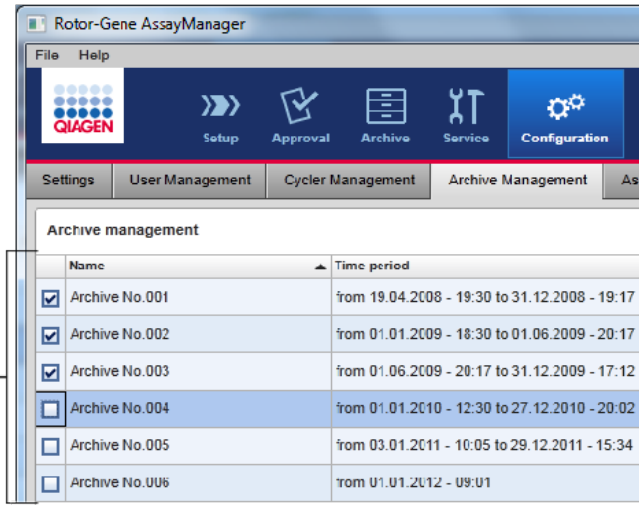 Rotor-Gene AssayManager
File Help
QIAGEN
Setup Approval Archive Service Configuration
Settings User Management Cycler Management Archive Management As
Archive management
Name Time period
Archive No.001 from 19.04.2008 - 19:30 to 31.12.2008 - 19:17
Archive No.002 from 01.01.2009 - 18:30 to 01.06.2009 - 20:17
Archive No.003 from 01.06.2009 - 20:17 to 31.12.2009 - 17:12
Archive No.004 from 01.01.2010 - 12:30 to 27.12.2010 - 20:02
Archive No.005 from 03.01.2011 - 10:05 to 29.12.2011 - 15:34
Archive No.006 from 01.01.2012 - 09:01